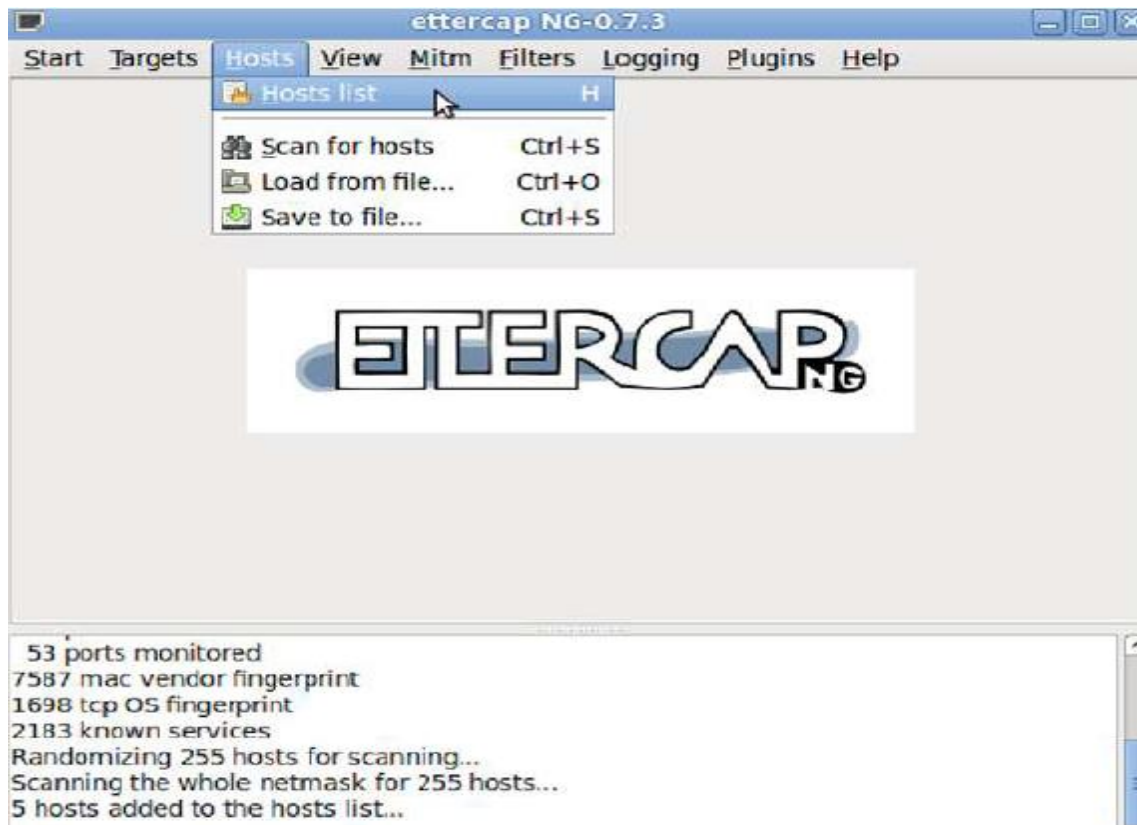 ettercap NG-0.7.3
Start Targets Hosts View Mitm Filters Logging Plugins Help
Hosts list H
Scan for hosts Ctrl+S
Load from file... Ctrl+O
Save to file... Ctrl+S
ETTERCAP NG
53 ports monitored
7587 mac vendor fingerprint
1698 tcp OS fingerprint
2183 known services
Randomizing 255 hosts for scanning...
Scanning the whole netmask for 255 hosts...
5 hosts added to the hosts list...